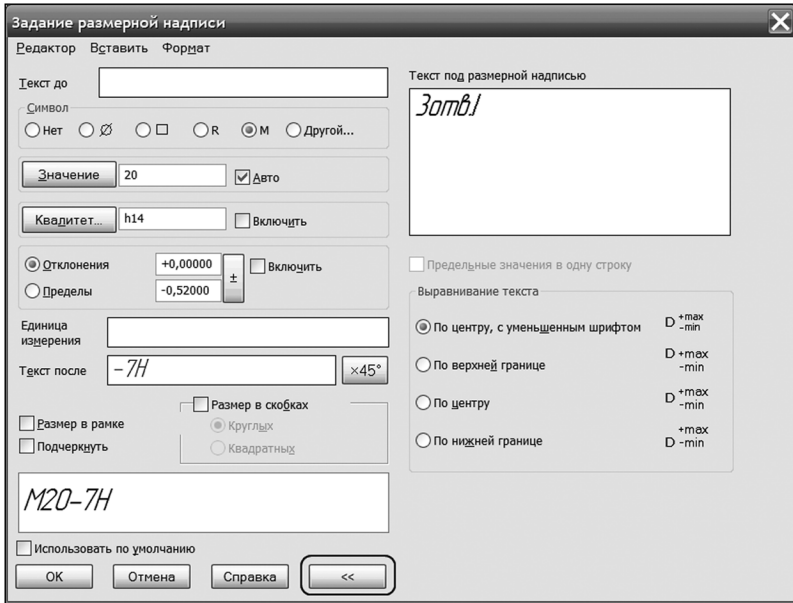 Задание размерной надписи
Редактор Вставить Формат
Текст до
Символ
Нет Ø □ R M Другой...
Значение 20 Авто
Квалитет... h14 Включить
Отклонения +0,00000 ± Включить
Пределы -0,52000
Единица
измерения
Текст после -7H ×45°
Размер в рамке
Подчеркнуть
Размер в скобках
Круглых
Квадратных
M20-7H
Использовать по умолчанию
OK Отмена Справка <<
Текст под размерной надписью
3отв.
Предельные значения в одну строку
Выравнивание текста
По центру, с уменьшенным шрифтом D +max
-min
По верхней границе D +max
-min
По центру D +max
-min
По нижней границе +max
D -min